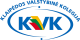 KLAIPĖDOS VALSTYBINĖ KOLEGIJA
KVK